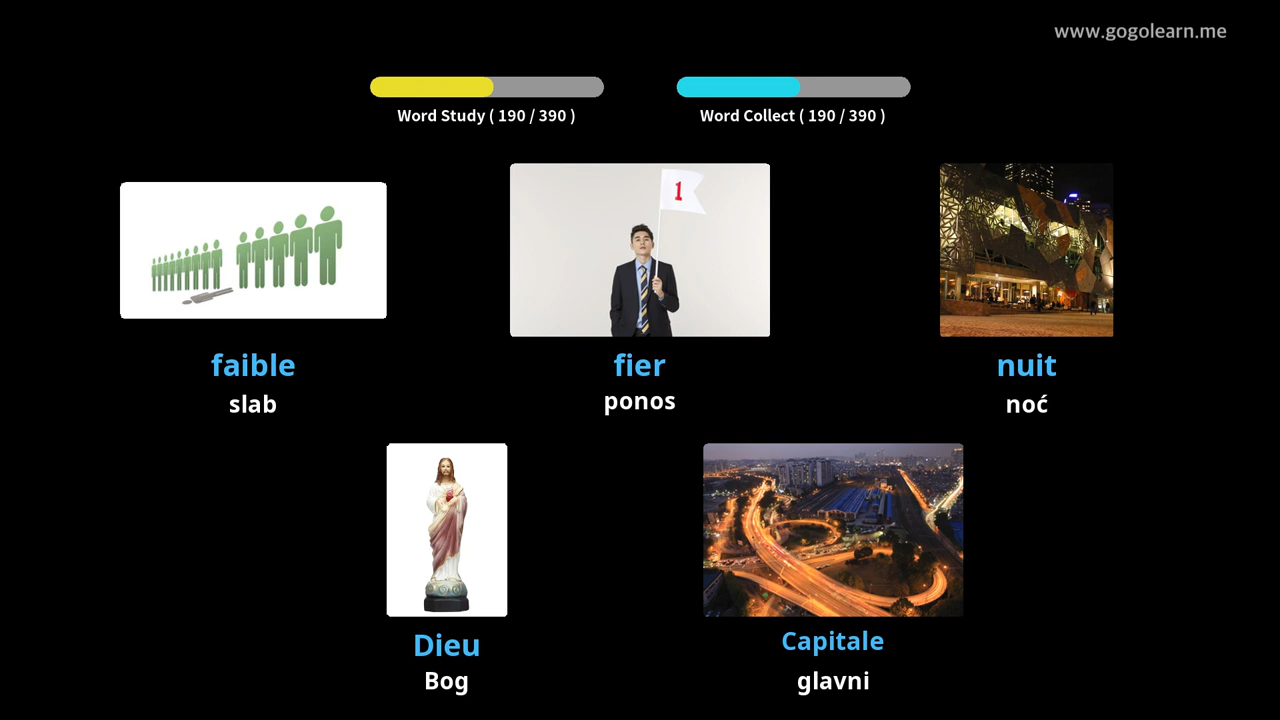 www.gogolearn.me
Word Study ( 190 / 390 )
Word Collect ( 190 / 390 )
1
faible
fier
nuit
slab
ponos
noć
Dieu
Capitale
Bog
glavni